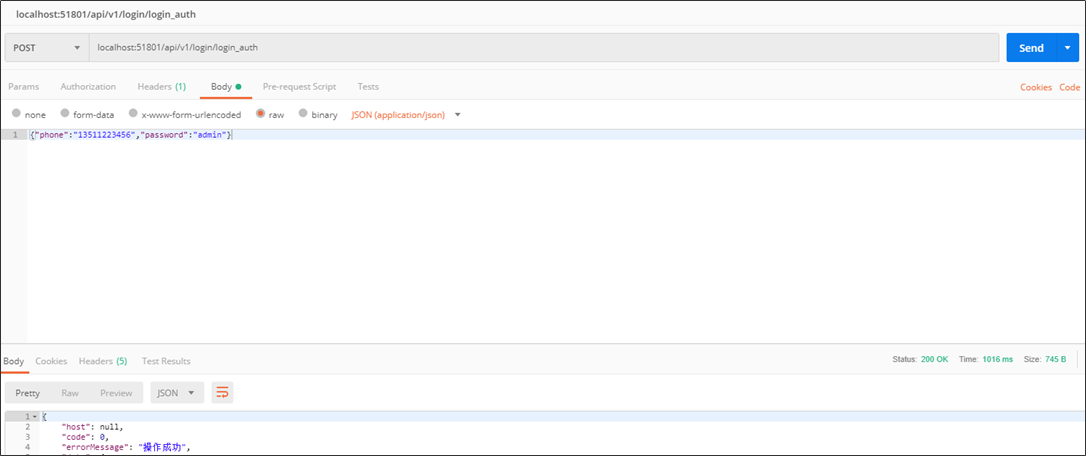 localhost:51801/api/v1/login/login_auth
POST localhost:51801/api/v1/login/login_auth Send
Params Authorization Headers (1) Body Pre-request Script Tests Cookies Code
none form-data x-www-form-urlencoded raw binary JSON (application/json)
1 {"phone":"13511223456","password":"admin"}
Body Cookies Headers (5) Test Results Status: 200 OK Time: 1016 ms Size: 745 B
Pretty Raw Preview JSON
1 {
2 "host": null,
3 "code": 0,
4 "errorMessage": "操作成功",